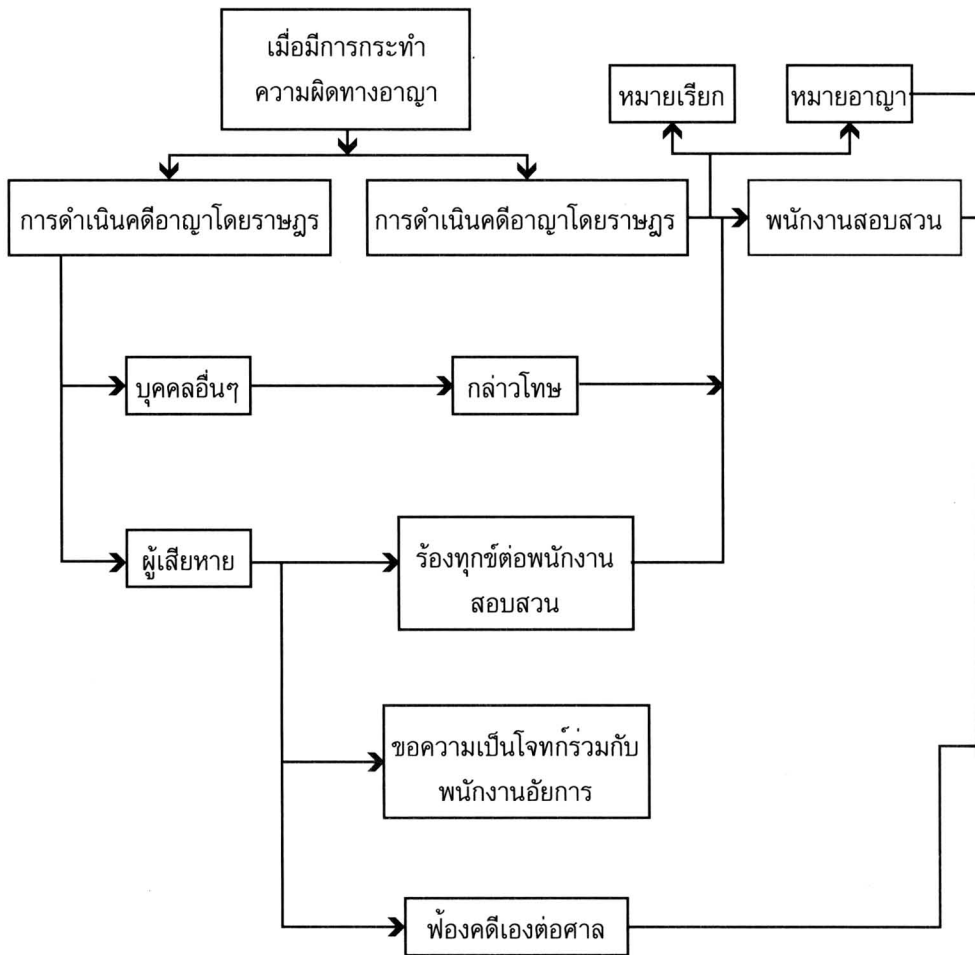 เมื่อมีการกระทำ
ความผิดทางอาญา
หมายเรียก
หมายอาญา
การดำเนินคดีอาญาโดยราษฎร
การดำเนินคดีอาญาโดยราษฎร
พนักงานสอบสวน
บุคคลอื่นๆ
กล่าวโทษ
ผู้เสียหาย
ร้องทุกข์ต่อพนักงาน
สอบสวน
ขอความเป็นโจทก์ร่วมกับ
พนักงานอัยการ
ฟ้องคดีเองต่อศาล